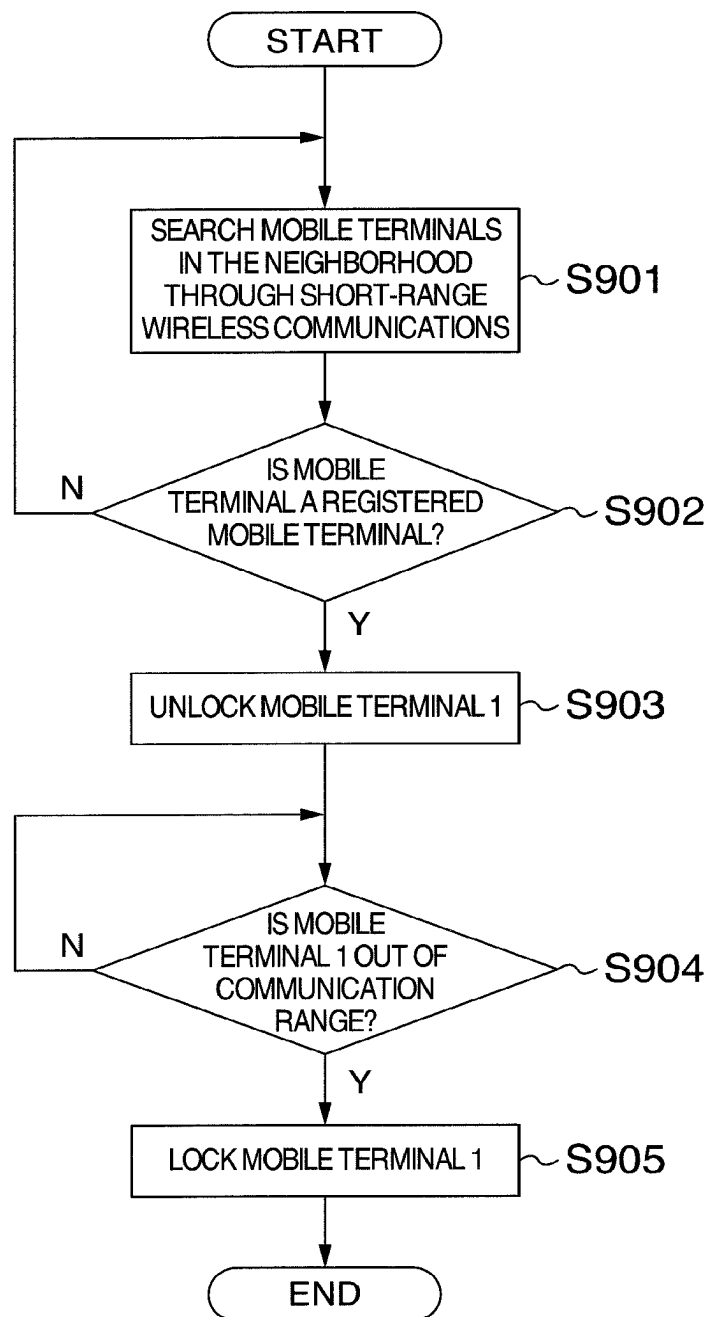 START
SEARCH MOBILE TERMINALS
IN THE NEIGHBORHOOD
THROUGH SHORT-RANGE
WIRELESS COMMUNICATIONS
S901
IS MOBILE
TERMINAL A REGISTERED
MOBILE TERMINAL?
N
S902
Y
UNLOCK MOBILE TERMINAL 1
S903
IS MOBILE
TERMINAL 1 OUT OF
COMMUNICATION
RANGE?
N
S904
Y
LOCK MOBILE TERMINAL 1
S905
END